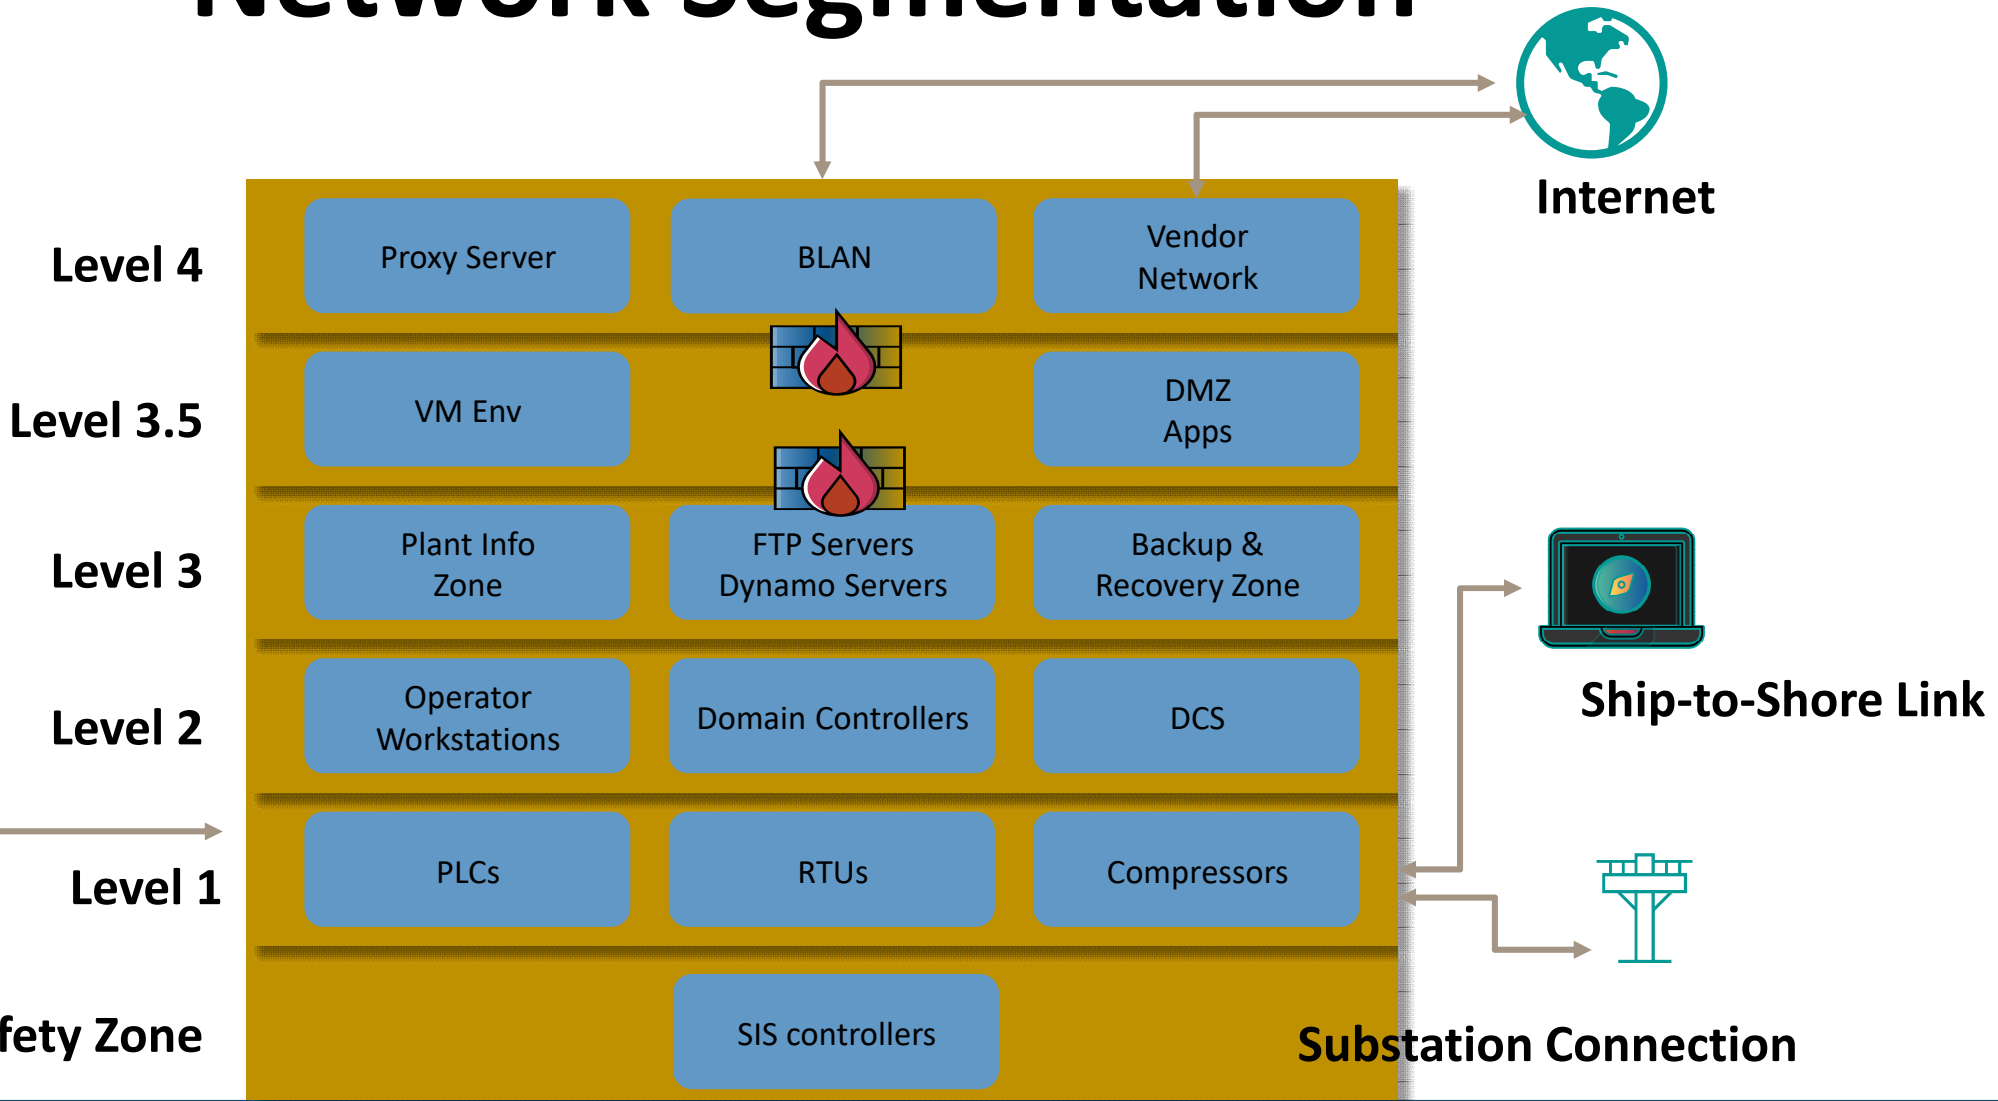 Network Segmentation
Internet
Level 4
Proxy Server
BLAN
Vendor
Network
Level 3.5
VM Env
DMZ
Apps
Level 3
Plant Info
Zone
FTP Servers
Dynamo Servers
Backup &
Recovery Zone
Ship-to-Shore Link
Level 2
Operator
Workstations
Domain Controllers
DCS
Level 1
PLCs
RTUs
Compressors
fety Zone
SIS controllers
Substation Connection